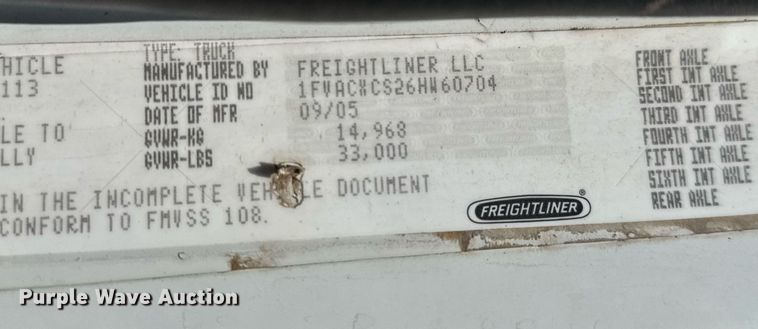 TYPE: TRUCK
HICLE MANUFACTURED BY FREIGHTLINER LLC FRONT AXLE
113 VEHICLE ID NO 1FVACXCS26HW60704 FIRST INT AXLE
SECOND INT AXLE
DATE OF MFR 09/05 THIRD INT AXLE
LE TO GVWR-KG 14,968 FOURTH INT AXLE
LLY GVWR-LBS 33,000 FIFTH INT AXLE
SIXTH INT AXLE
IN THE INCOMPLETE VEHICLE DOCUMENT REAR AXLE
CONFORM TO FMVSS 108.
FREIGHTLINER
Purple Wave Auction